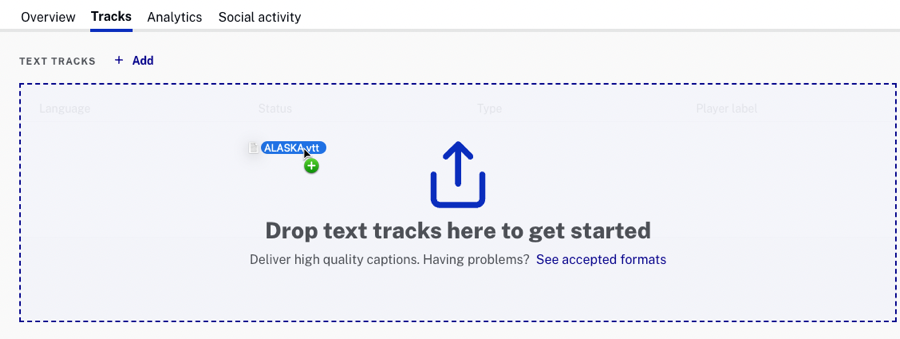 Overview Tracks Analytics Social activity
TEXT TRACKS + Add
Language Status Type Player label
ALASKA.vtt
Drop text tracks here to get started
Deliver high quality captions. Having problems? See accepted formats